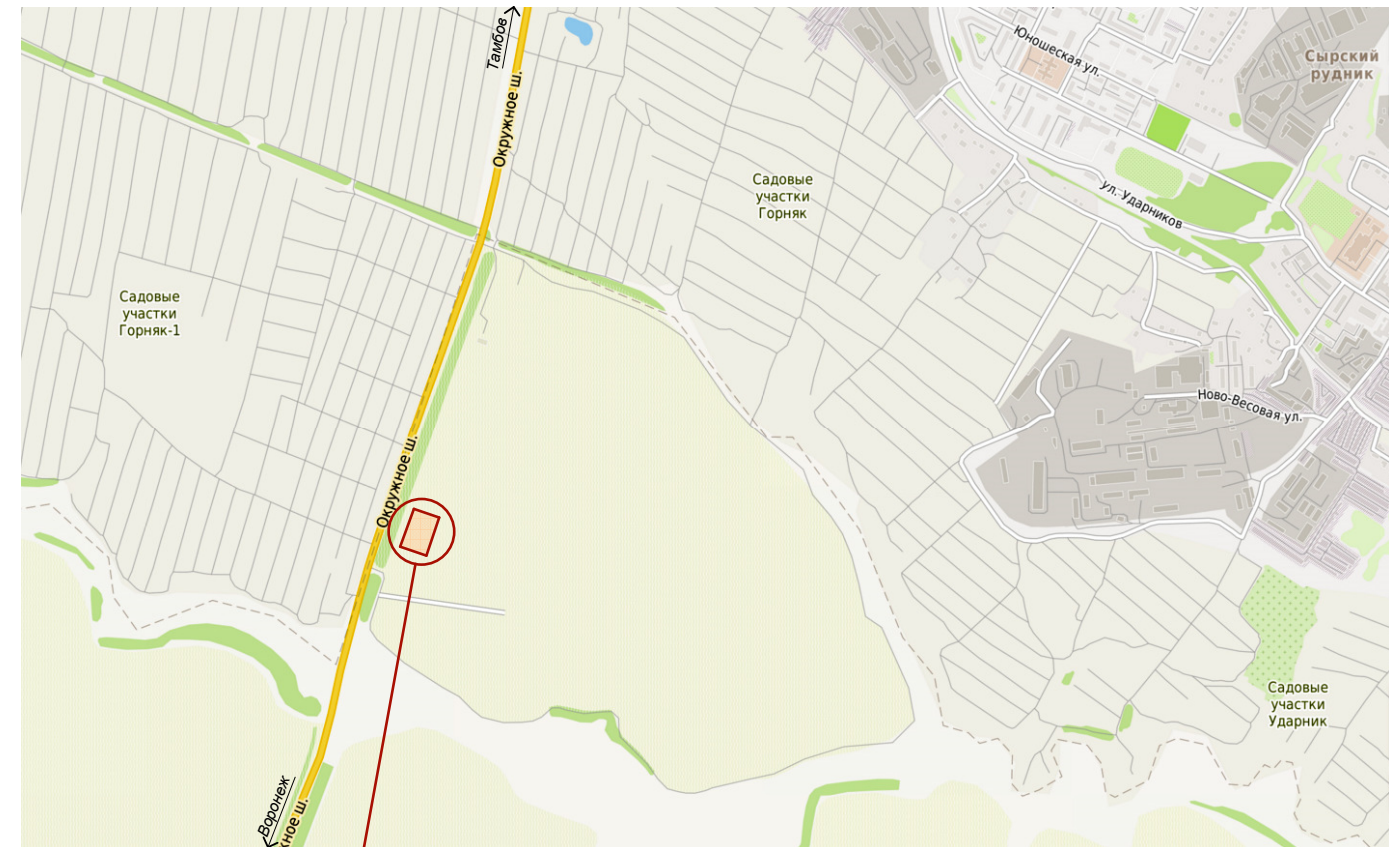 Тамбов
Окружное ш.
Юношеская ул.
Сырский
рудник
Садовые
участки
Горняк
ул. Ударников
Садовые
участки
Горняк-1
Ново-Весовая ул.
Окружное ш.
Садовые
участки
Ударник
Воронеж
жное ш.